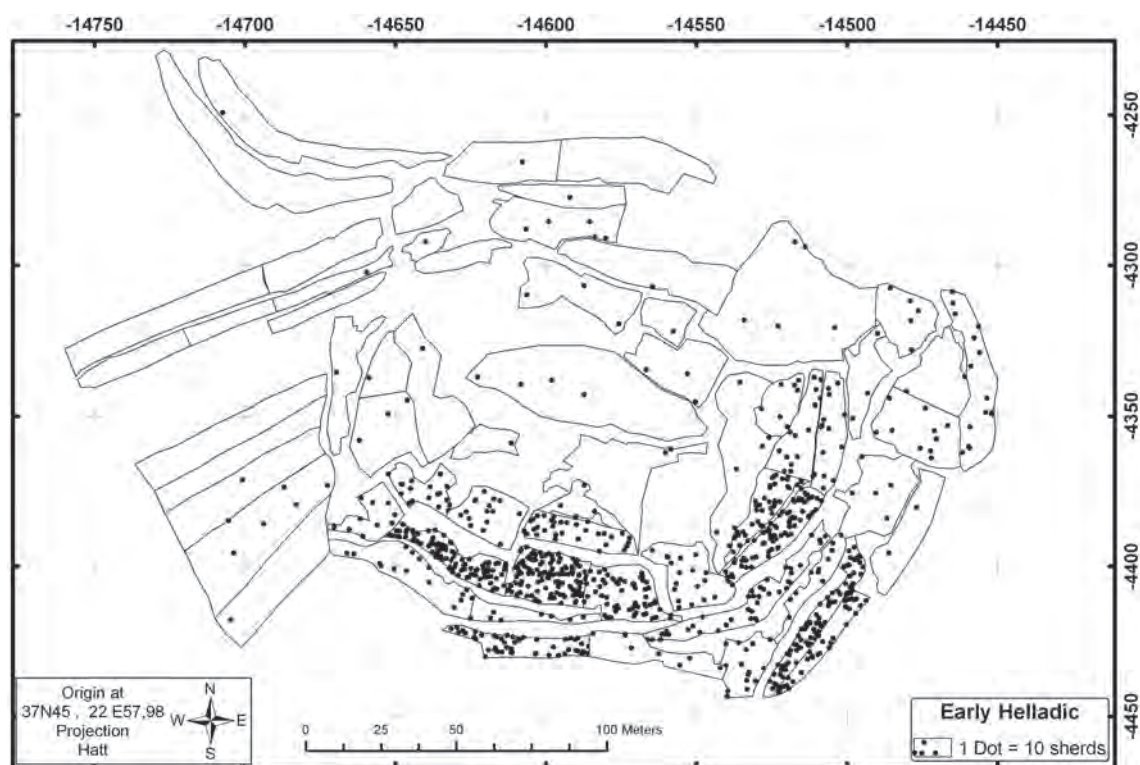 -14750 -14700 -14650 -14600 -14550 -14500 -14450
-4250
-4300
-4350
-4400
-4450
Origin at
37N45 , 22 E57,98
Projection
Hatt
N
W E
S
0 50 100 Meters
Early Helladic
1 Dot = 10 sherds